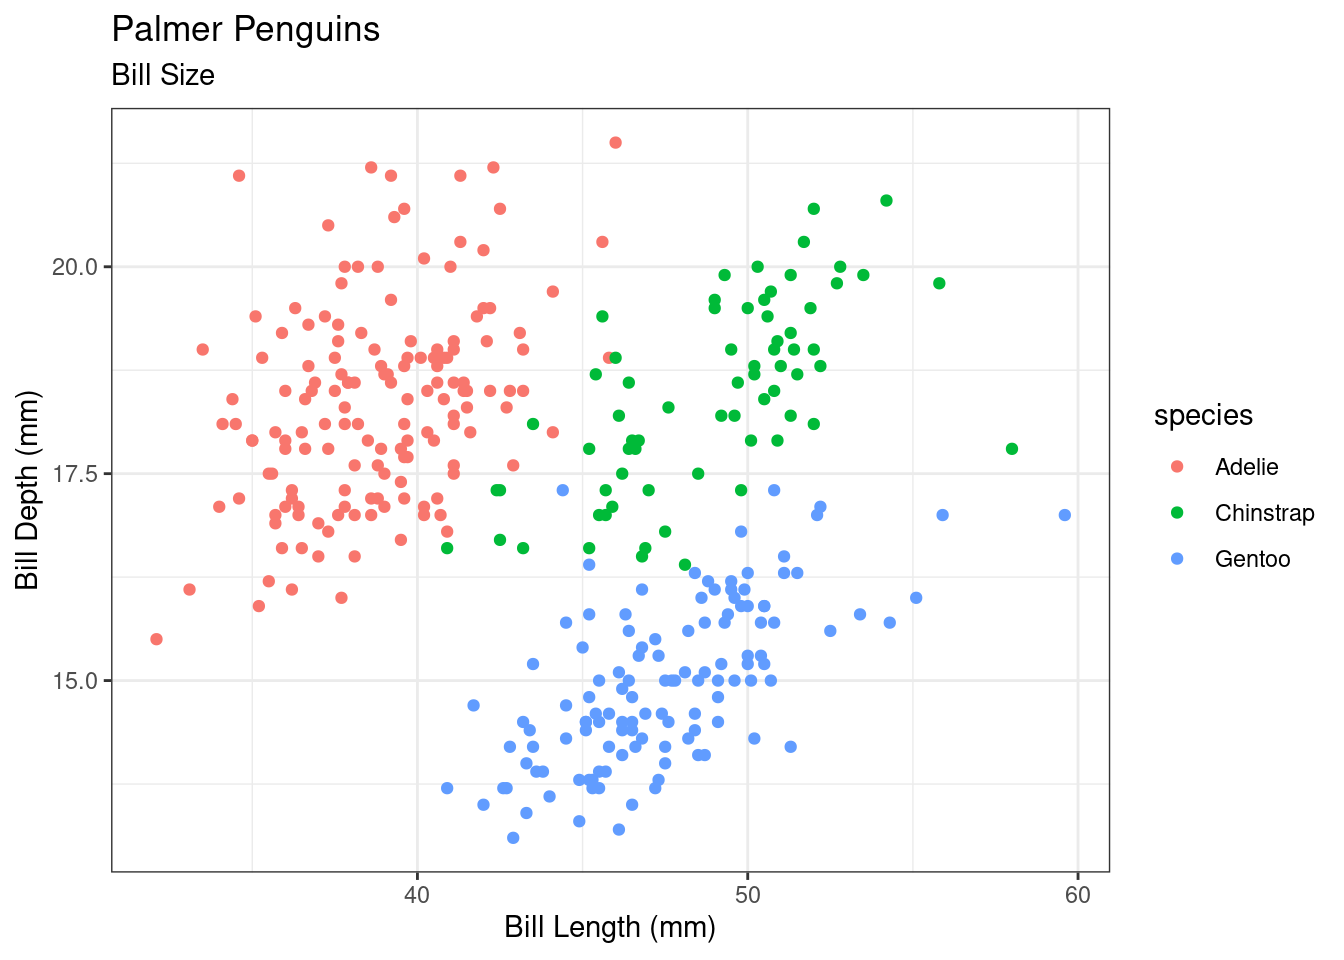 Palmer Penguins
Bill Size
Bill Depth (mm)
20.0
17.5
15.0
40
50
60
Bill Length (mm)
species
Adelie
Chinstrap
Gentoo